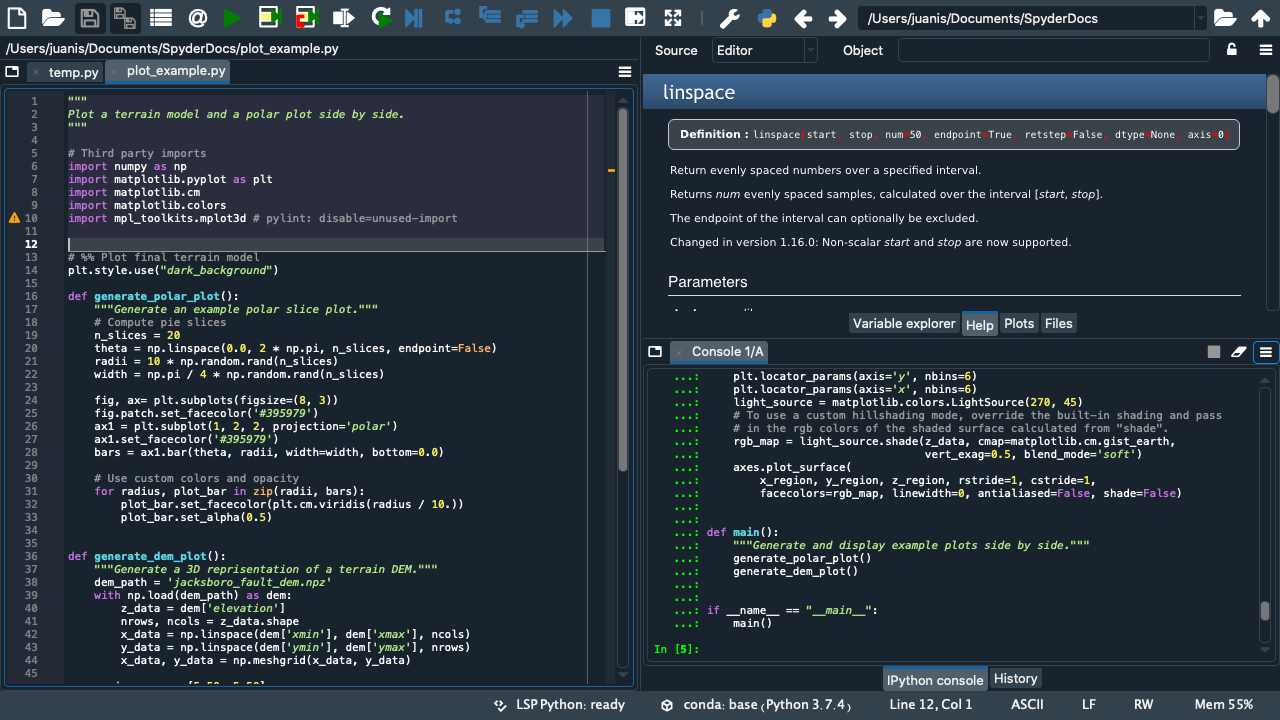 /Users/juanis/Documents/SpyderDocs
/Users/juanis/Documents/SpyderDocs/plot_example.py
temp.py
plot_example.py
1 """
2 Plot a terrain model and a polar plot side by side.
3 """
4
5 # Third party imports
6 import numpy as np
7 import matplotlib.pyplot as plt
8 import matplotlib.cm
9 import matplotlib.colors
10 import mpl_toolkits.mplot3d # pylint: disable=unused-import
11
12
13 # %% Plot final terrain model
14 plt.style.use("dark_background")
15
16 def generate_polar_plot():
17 """Generate an example polar slice plot."""
18 # Compute pie slices
19 n_slices = 20
20 theta = np.linspace(0.0, 2 * np.pi, n_slices, endpoint=False)
21 radii = 10 * np.random.rand(n_slices)
22 width = np.pi / 4 * np.random.rand(n_slices)
23
24 fig, ax= plt.subplots(figsize=(8, 3))
25 fig.patch.set_facecolor('#395979')
26 ax1 = plt.subplot(1, 2, 2, projection='polar')
27 ax1.set_facecolor('#395979')
28 bars = ax1.bar(theta, radii, width=width, bottom=0.0)
29
30 # Use custom colors and opacity
31 for radius, plot_bar in zip(radii, bars):
32 plot_bar.set_facecolor(plt.cm.viridis(radius / 10.))
33 plot_bar.set_alpha(0.5)
34
35
36 def generate_dem_plot():
37 """Generate a 3D reprisentation of a terrain DEM."""
38 dem_path = 'jacksboro_fault_dem.npz'
39 with np.load(dem_path) as dem:
40 z_data = dem['elevation']
41 nrows, ncols = z_data.shape
42 x_data = np.linspace(dem['xmin'], dem['xmax'], ncols)
43 y_data = np.linspace(dem['ymin'], dem['ymax'], nrows)
44 x_data, y_data = np.meshgrid(x_data, y_data)
45
Source Editor Object
linspace
Definition : linspace(start, stop, num=50, endpoint=True, retstep=False, dtype=None, axis=0)
Return evenly spaced numbers over a specified interval.
Returns num evenly spaced samples, calculated over the interval [start, stop].
The endpoint of the interval can optionally be excluded.
Changed in version 1.16.0: Non-scalar start and stop are now supported.
Parameters
Variable explorer Help Plots Files
Console 1/A
...: plt.locator_params(axis='y', nbins=6)
...: plt.locator_params(axis='x', nbins=6)
...: light_source = matplotlib.colors.LightSource(270, 45)
...: # To use a custom hillshading mode, override the built-in shading and pass
...: # in the rgb colors of the shaded surface calculated from "shade".
...: rgb_map = light_source.shade(z_data, cmap=matplotlib.cm.gist_earth,
...: vert_exag=0.5, blend_mode='soft')
...: axes.plot_surface(
...: x_region, y_region, z_region, rstride=1, cstride=1,
...: facecolors=rgb_map, linewidth=0, antialiased=False, shade=False)
...:
...:
...: def main():
...: """Generate and display example plots side by side."""
...: generate_polar_plot()
...: generate_dem_plot()
...:
...:
...: if __name__ == "__main__":
...: main()
In [5]:
IPython console History
LSP Python: ready conda: base (Python 3.7.4) Line 12, Col 1 ASCII LF RW Mem 55%